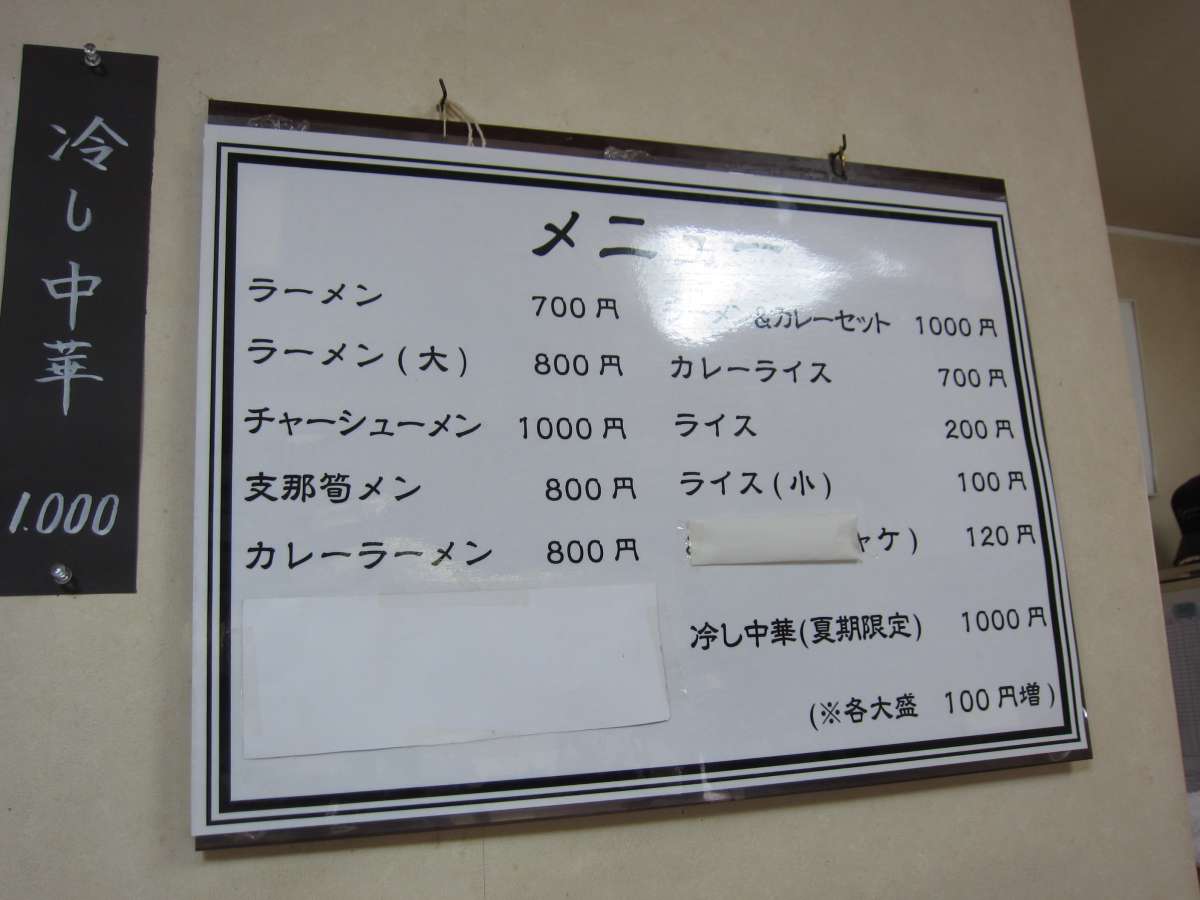 冷し中華
1.000
メニュー
ラーメン 700円
ラーメン(大) 800円
チャーシューメン 1000円
支那筍メン 800円
カレーラーメン 800円
ラーメン&カレーセット 1000円
カレーライス 700円
ライス 200円
ライス(小) 100円
ャケ) 120円
冷し中華(夏期限定) 1000円
(※各大盛 100円増)